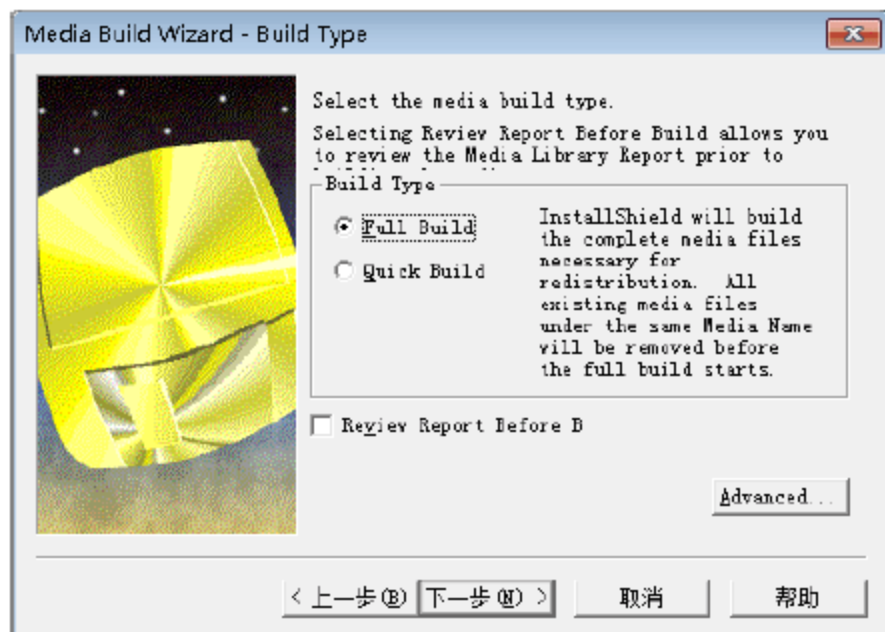 Media Build Wizard - Build Type
Select the media build type.
Selecting Review Report Before Build allows you
to review the Media Library Report prior to
Build Type
Full Build
Quick Build
InstallShield will build
the complete media files
necessary for
redistribution. All
existing media files
under the same Media Name
will be removed before
the full build starts.
Review Report Before B
Advanced...
< 上一步(B)
下一步(N) >
取消
帮助